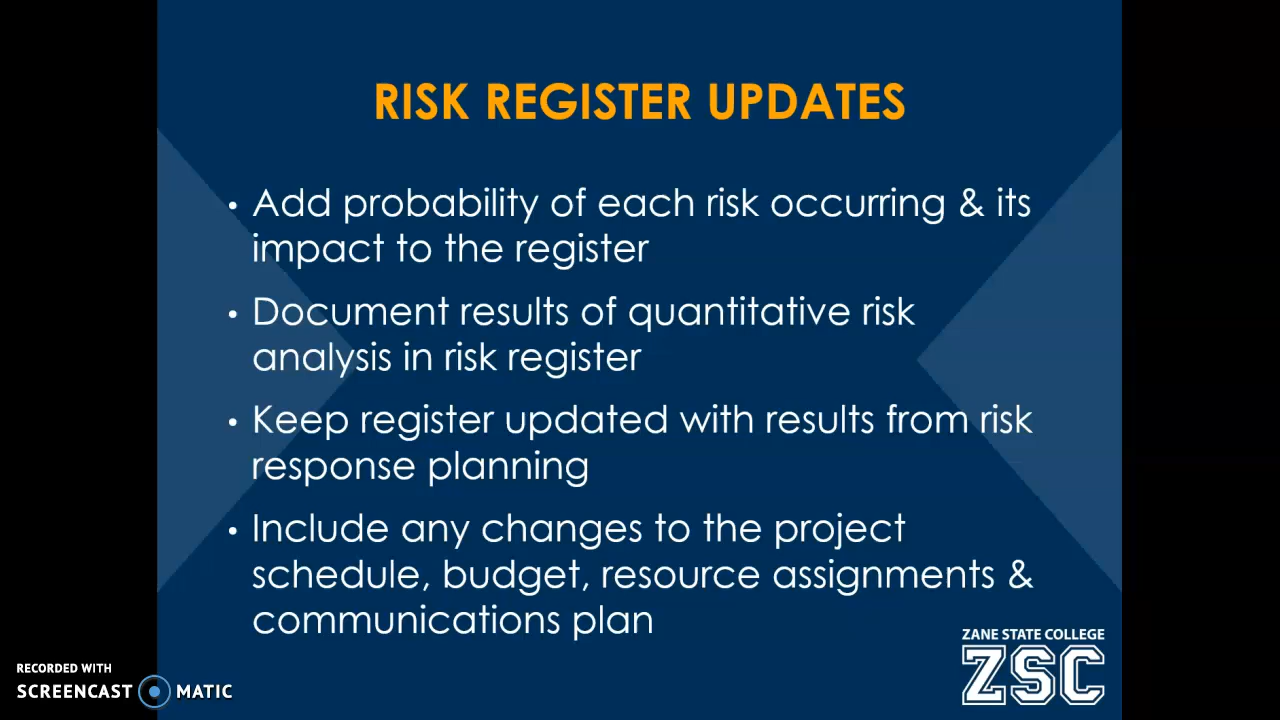 RISK REGISTER UPDATES
• Add probability of each risk occurring & its
impact to the register
• Document results of quantitative risk
analysis in risk register
• Keep register updated with results from risk
response planning
• Include any changes to the project
schedule, budget, resource assignments &
communications plan
ZANE STATE COLLEGE
ZSC
RECORDED WITH
SCREENCAST MATIC